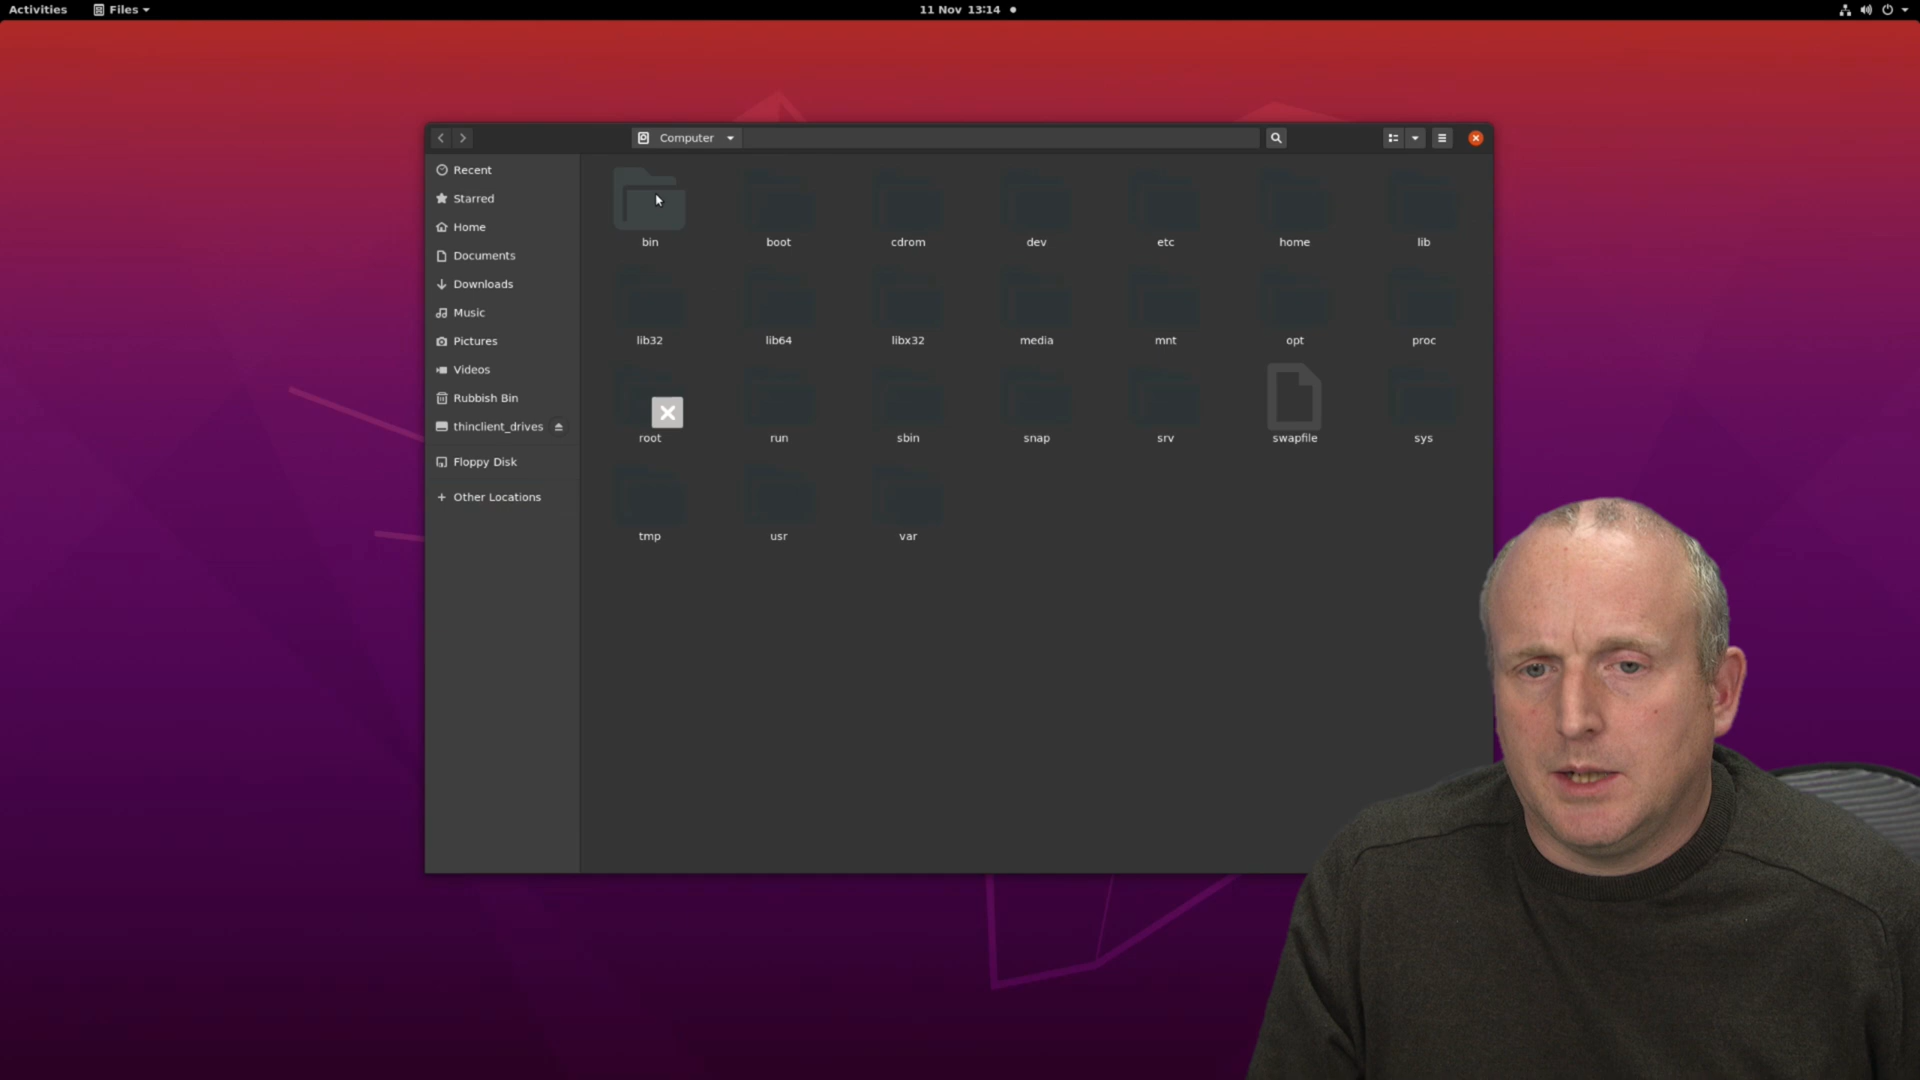 Activities Files 11 Nov 13:14
Computer
Recent
Starred
Home
Documents
Downloads
Music
Pictures
Videos
Rubbish Bin
thinclient_drives
Floppy Disk
Other Locations
bin boot cdrom dev etc home lib
lib32 lib64 libx32 media mnt opt proc
root run sbin snap srv swapfile sys
tmp usr var